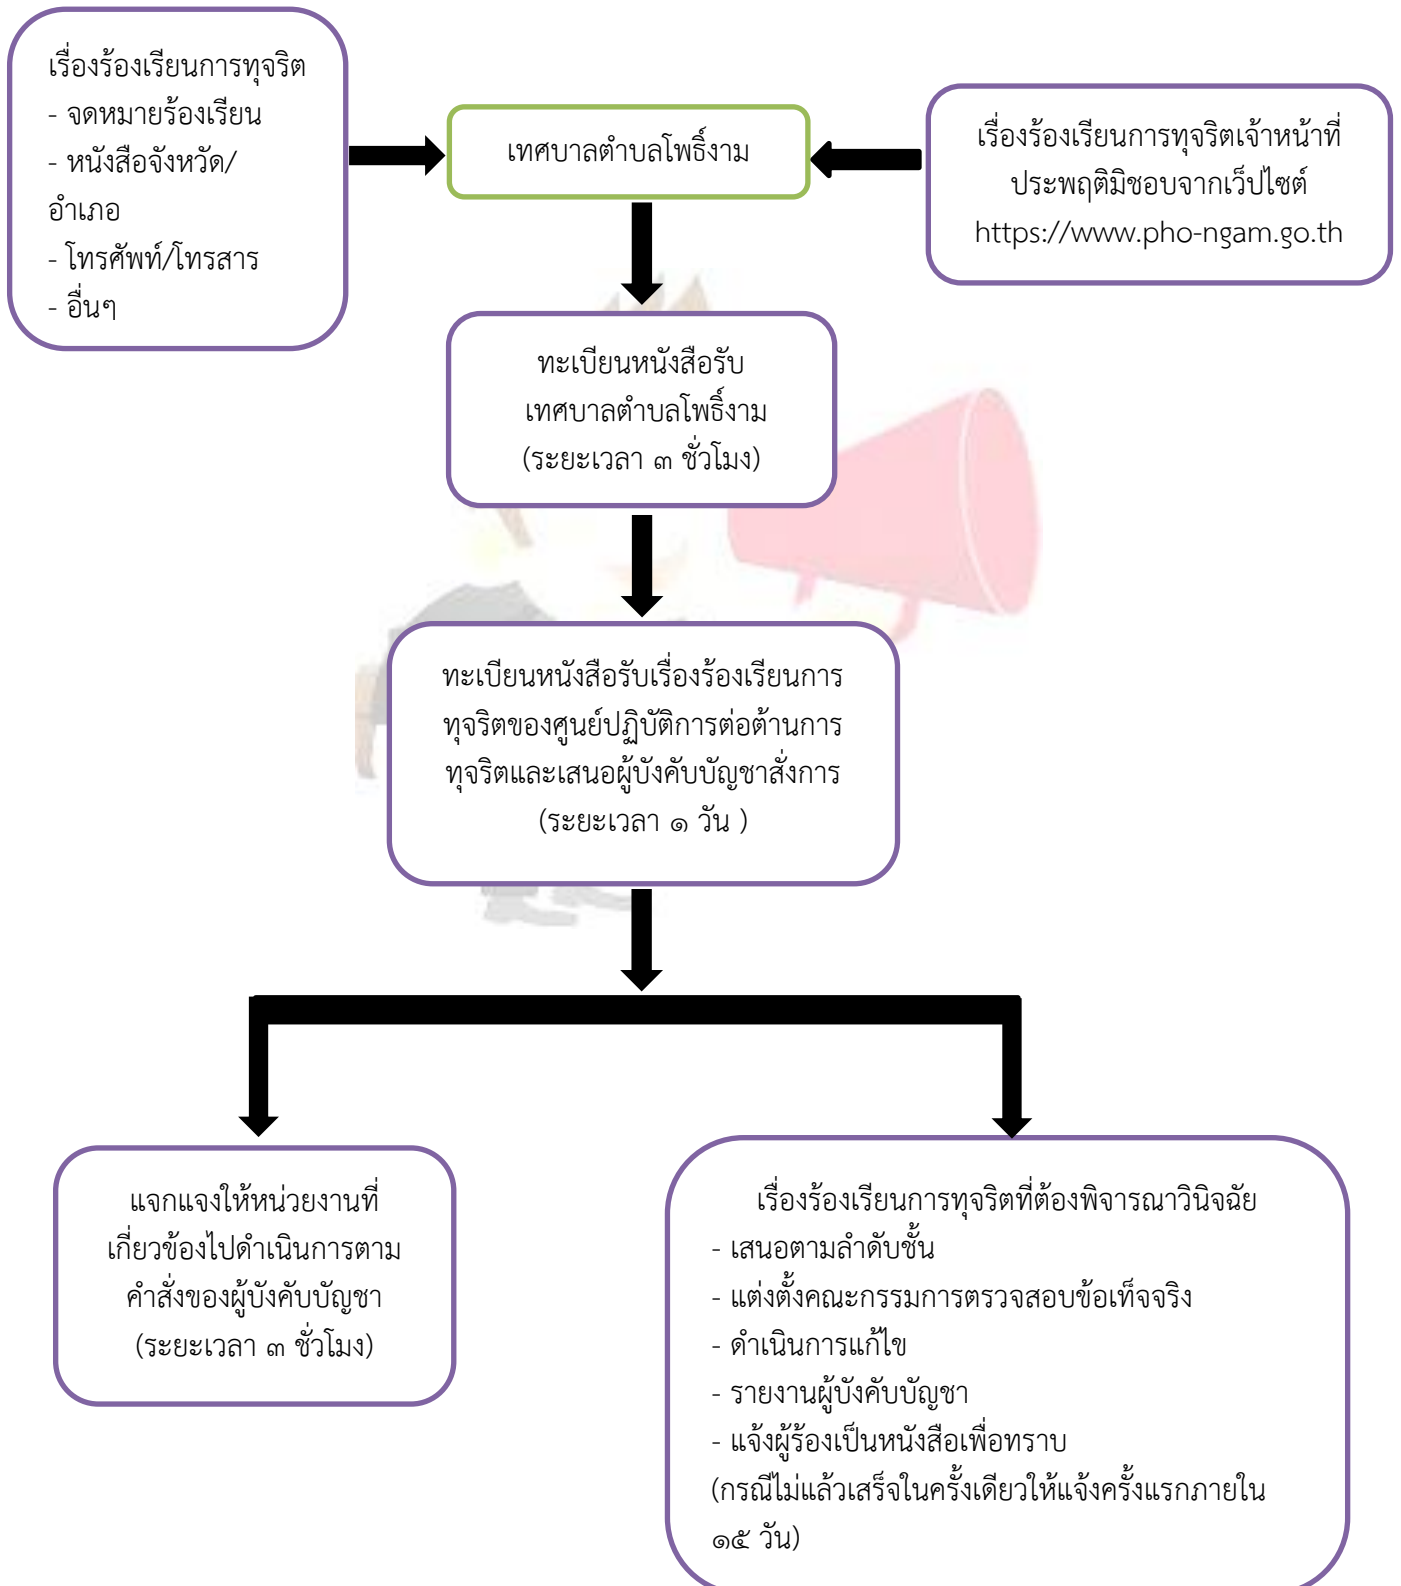 เรื่องร้องเรียนการทุจริต
- จดหมายร้องเรียน
- หนังสือจังหวัด/
อำเภอ
- โทรศัพท์/โทรสาร
- อื่นๆ
เทศบาลตำบลโพธิ์งาม
เรื่องร้องเรียนการทุจริตเจ้าหน้าที่
ประพฤติมิชอบจากเว็ปไซต์
https://www.pho-ngam.go.th
ทะเบียนหนังสือรับ
เทศบาลตำบลโพธิ์งาม
(ระยะเวลา ๓ ชั่วโมง)
ทะเบียนหนังสือรับเรื่องร้องเรียนการ
ทุจริตของศูนย์ปฏิบัติการต่อต้านการ
ทุจริตและเสนอผู้บังคับบัญชาสั่งการ
(ระยะเวลา ๑ วัน )
แจกแจงให้หน่วยงานที่
เกี่ยวข้องไปดำเนินการตาม
คำสั่งของผู้บังคับบัญชา
(ระยะเวลา ๓ ชั่วโมง)
เรื่องร้องเรียนการทุจริตที่ต้องพิจารณาวินิจฉัย
- เสนอตามลำดับชั้น
- แต่งตั้งคณะกรรมการตรวจสอบข้อเท็จจริง
- ดำเนินการแก้ไข
- รายงานผู้บังคับบัญชา
- แจ้งผู้ร้องเป็นหนังสือเพื่อทราบ
(กรณีไม่แล้วเสร็จในครั้งเดียวให้แจ้งครั้งแรกภายใน
๑๕ วัน)